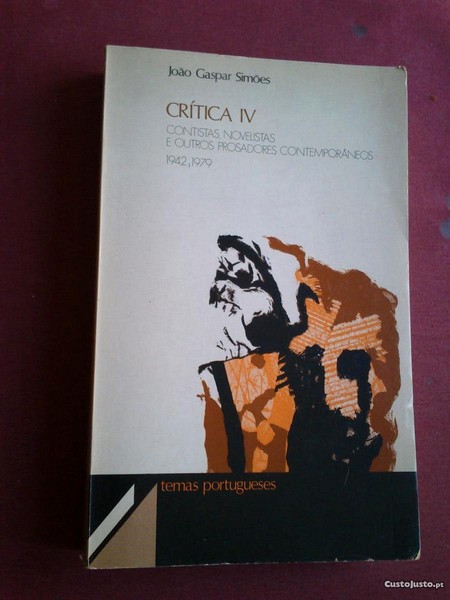 João Gaspar Simões
CRÍTICA IV
CONTISTAS, NOVELISTAS
E OUTROS PROSADORES CONTEMPORÂNEOS
1942,1979
temas portugueses
CustoJusto.pt